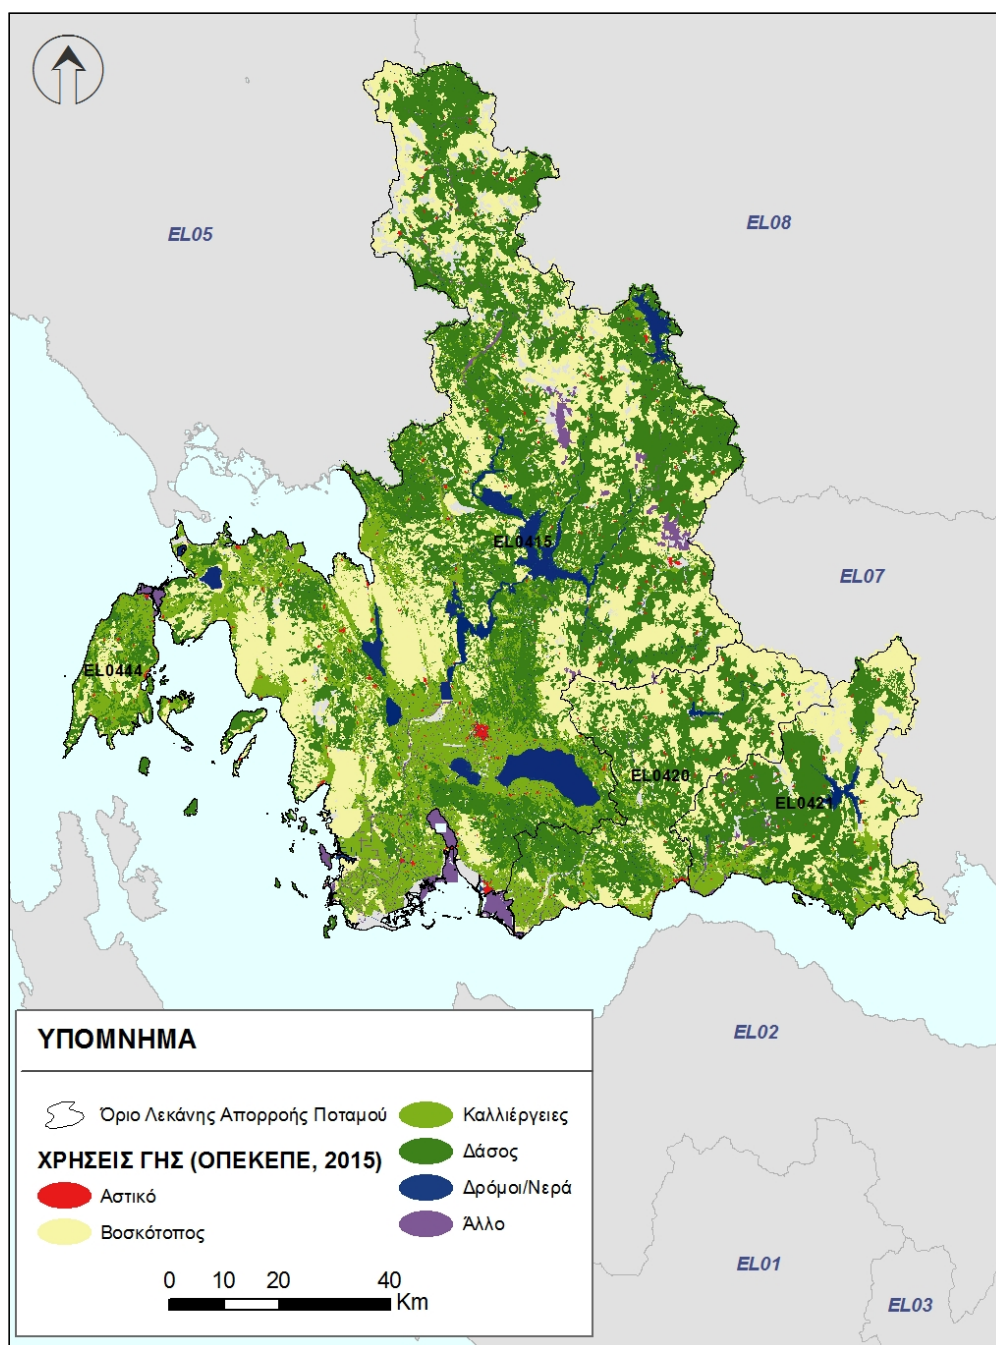 EL05
EL08
EL0415
EL07
EL0444
EL0420
EL0421
EL02
ΥΠΟΜΝΗΜΑ
Όριο Λεκάνης Απορροής Ποταμού
ΧΡΗΣΕΙΣ ΓΗΣ (ΟΠΕΚΕΠΕ, 2015)
Αστικό
Βοσκότοπος
Καλλιέργειες
Δάσος
Δρόμοι/Νερά
Άλλο
0 10 20 40
Km
EL01
EL03